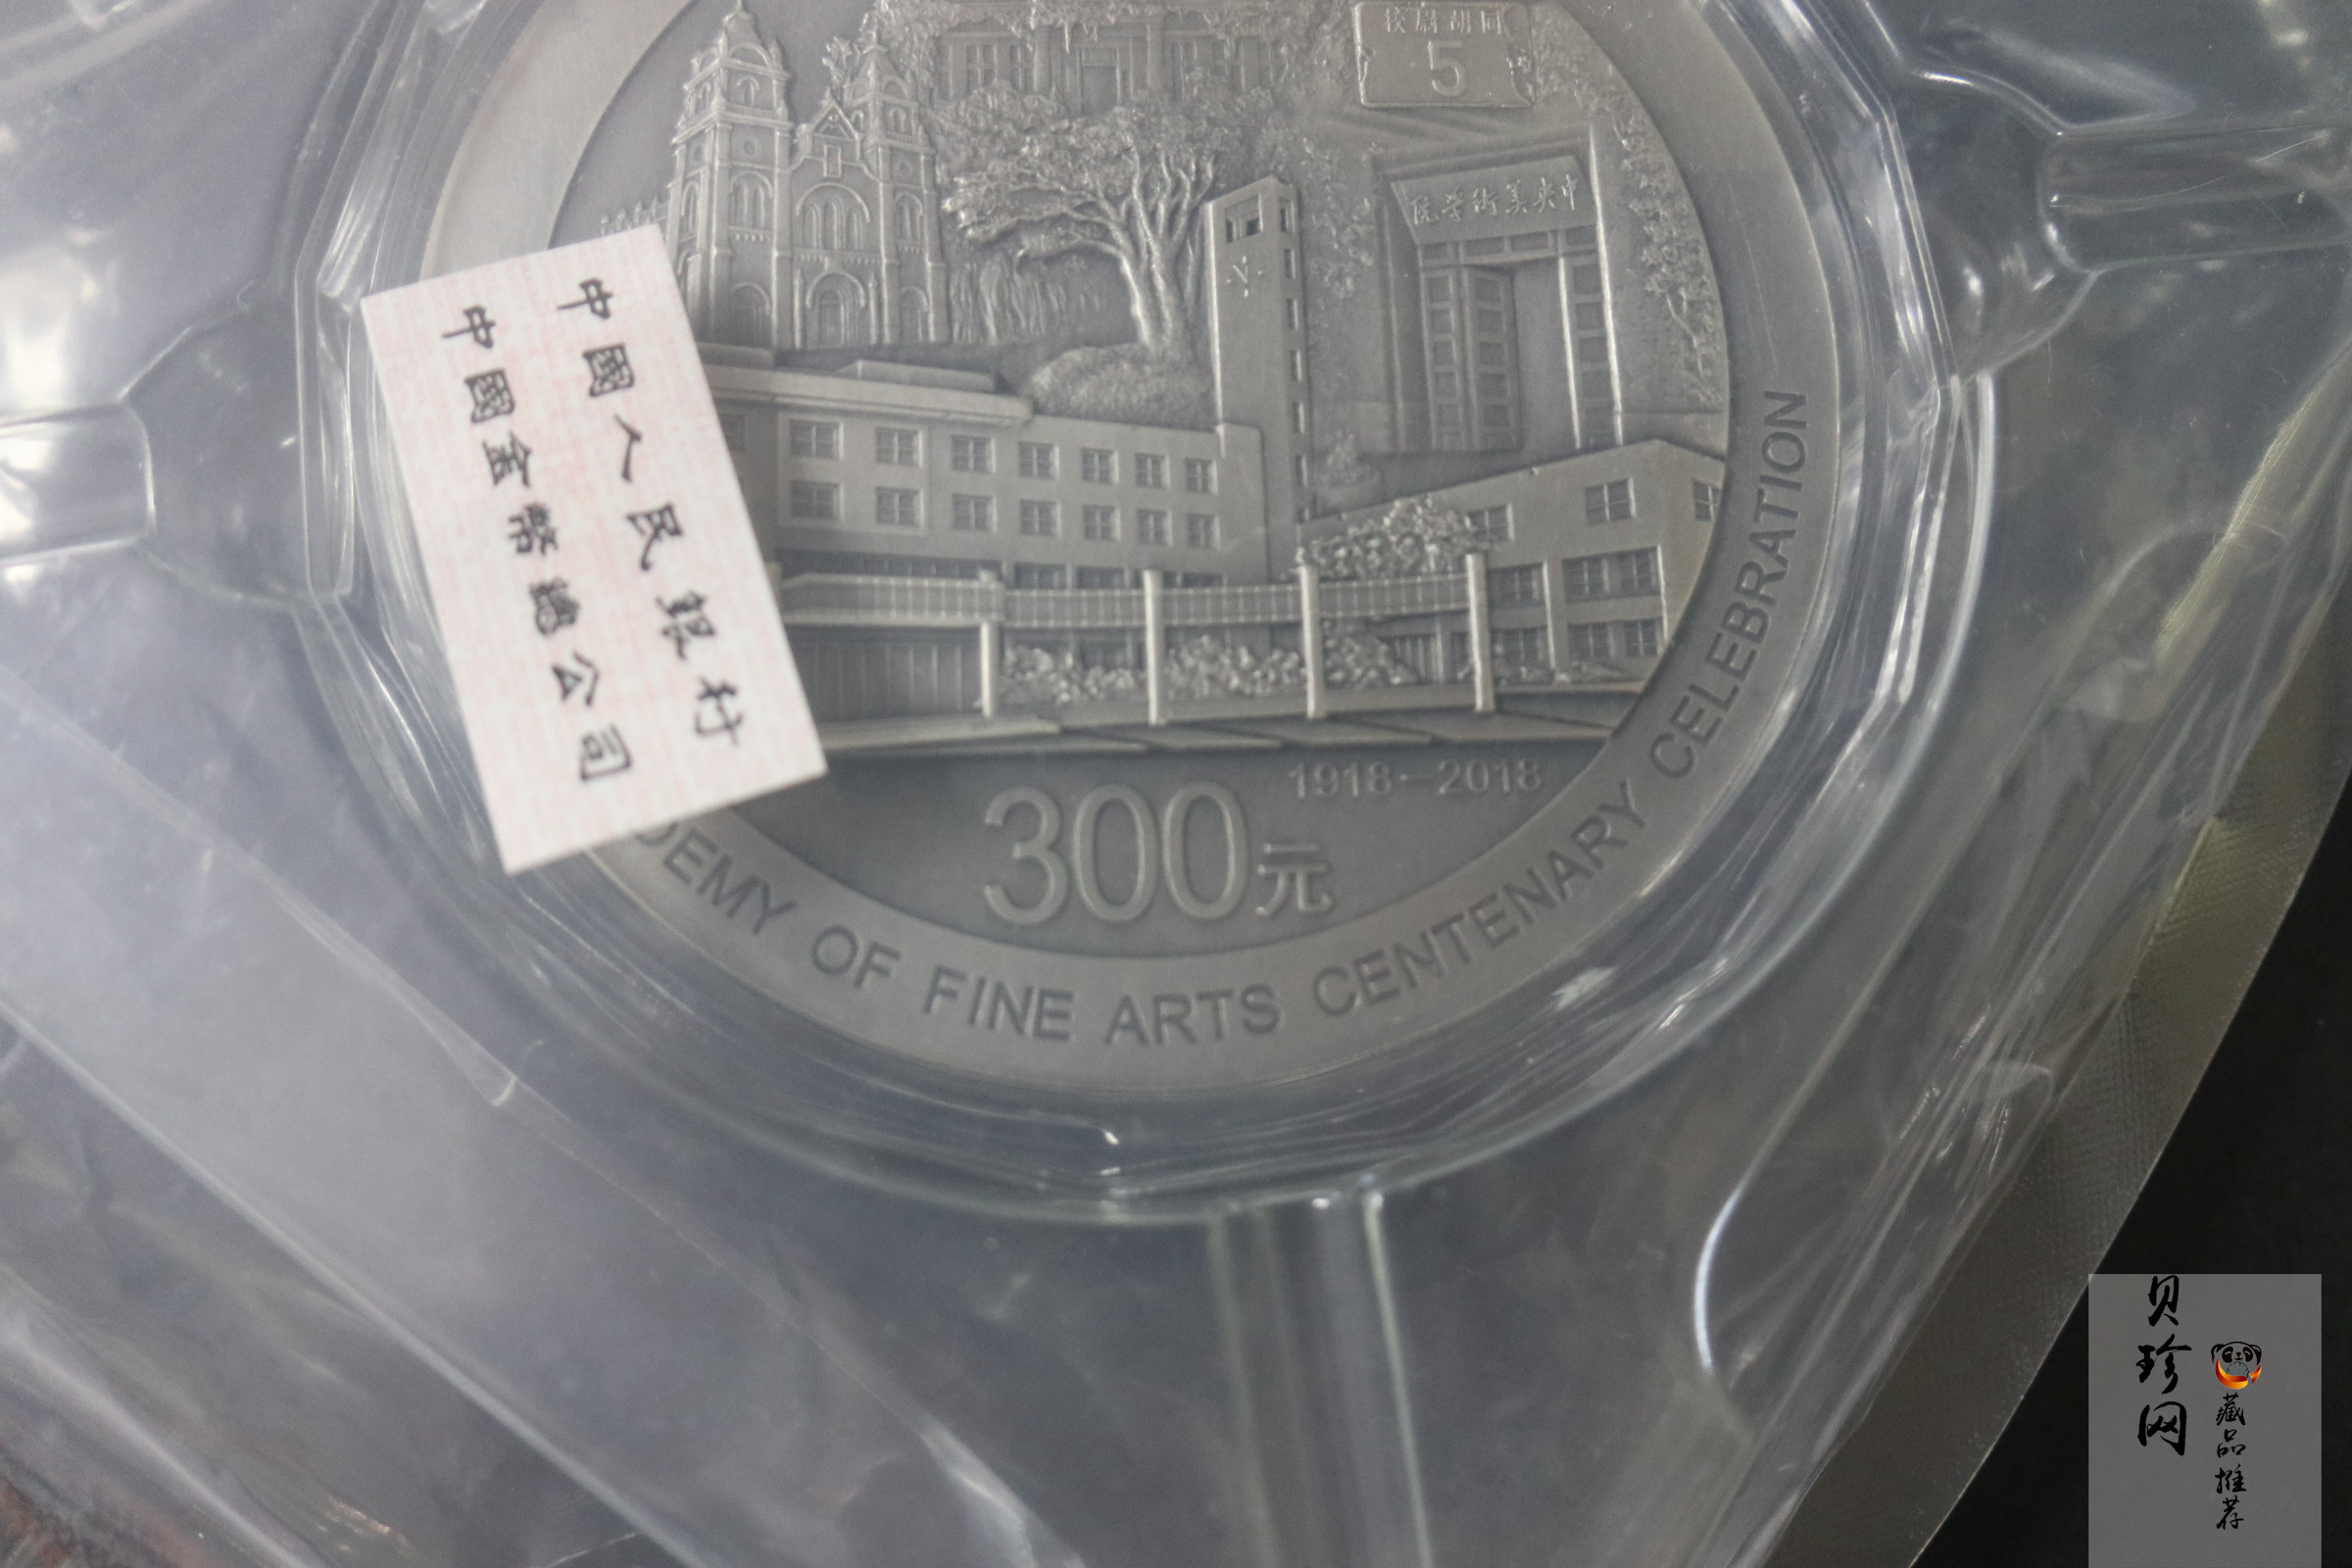 校尉胡同
5
中央美術学院
中國人民銀行
中國金幣總公司
1918-2018
300元
DEMY OF FINE ARTS CENTENARY CELEBRATION
贝珍网
藏品推荐